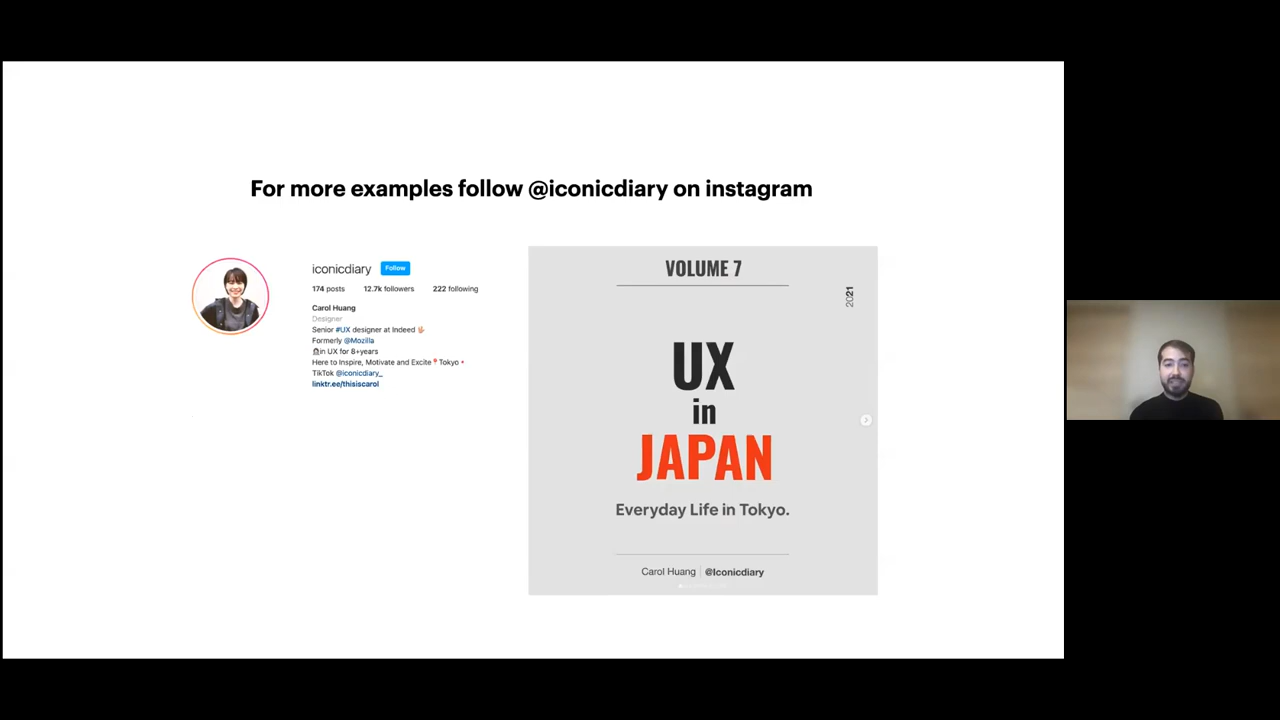 For more examples follow @iconicdiary on instagram
iconicdiary Follow
174 posts 12.7k followers 222 following
Carol Huang
Designer
Senior #UX designer at Indeed 🤟
Formerly @Mozilla
in UX for 8+years
Here to Inspire, Motivate and Excite📍Tokyo
TikTok @iconicdiary_
linktr.ee/thisiscarol
VOLUME 7
2021
UX
in
JAPAN
Everyday Life in Tokyo.
Carol Huang | @Iconicdiary